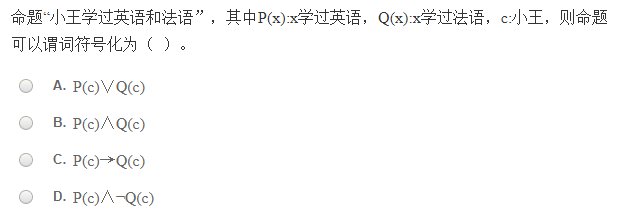 命题“小王学过英语和法语”，其中P(x):x学过英语，Q(x):x学过法语，c:小王，则命题
可以谓词符号化为（ ）。
A. P(c)∨Q(c)
B. P(c)∧Q(c)
C. P(c)→Q(c)
D. P(c)∧¬Q(c)